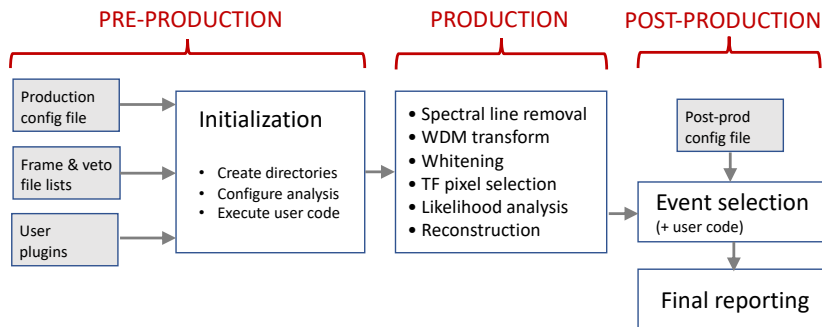 PRE-PRODUCTION
PRODUCTION
POST-PRODUCTION
Production
config file
Frame & veto
file lists
User
plugins
Initialization
• Create directories
• Configure analysis
• Execute user code
• Spectral line removal
• WDM transform
• Whitening
• TF pixel selection
• Likelihood analysis
• Reconstruction
Post-prod
config file
Event selection
(+ user code)
Final reporting